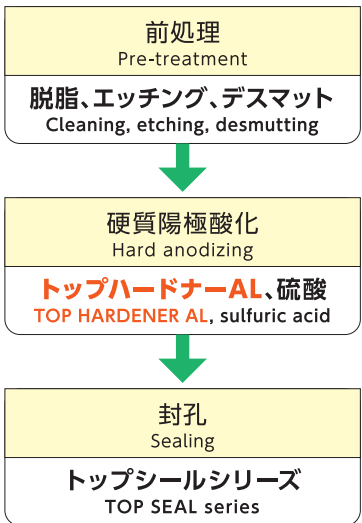 前処理
Pre-treatment
脱脂、エッチング、デスマット
Cleaning, etching, desmutting
硬質陽極酸化
Hard anodizing
トップハードナーAL、硫酸
TOP HARDENER AL, sulfuric acid
封孔
Sealing
トップシールシリーズ
TOP SEAL series